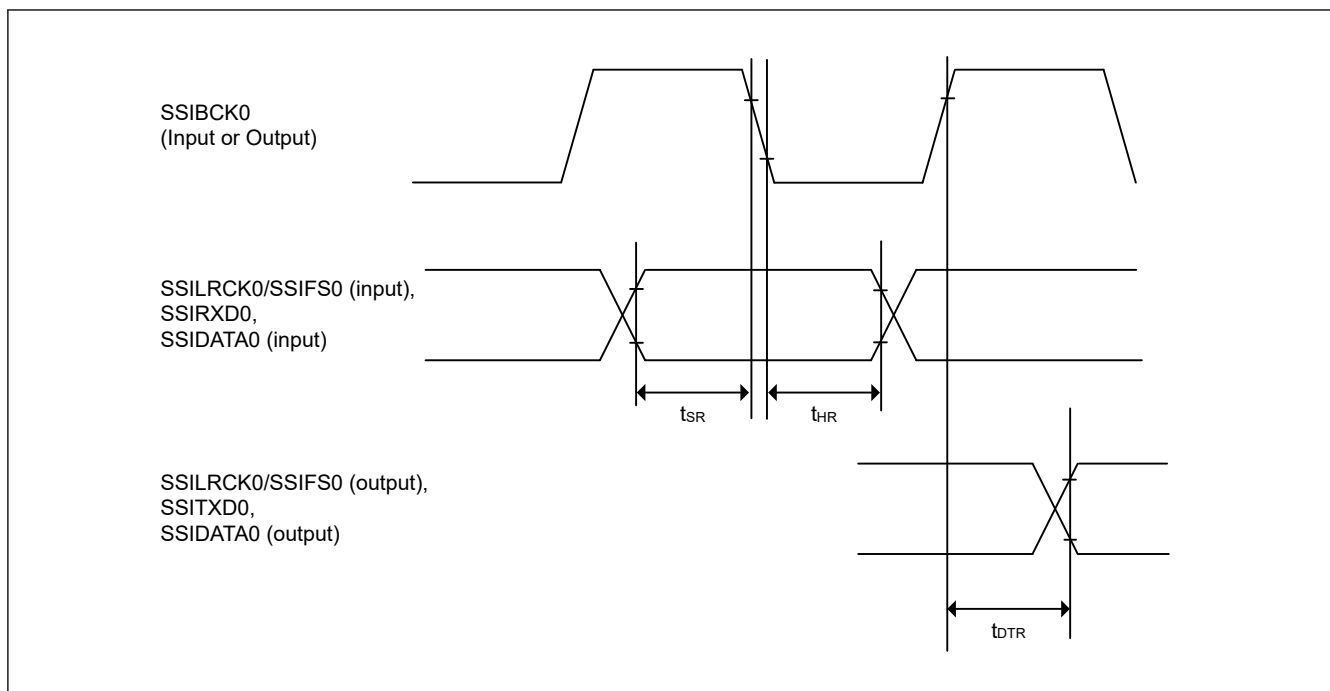 SSIBCK0
(Input or Output)
SSILRCK0/SSIFS0 (input),
SSIRXD0,
SSIDATA0 (input)
tSR
tHR
SSILRCK0/SSIFS0 (output),
SSITXD0,
SSIDATA0 (output)
tDTR